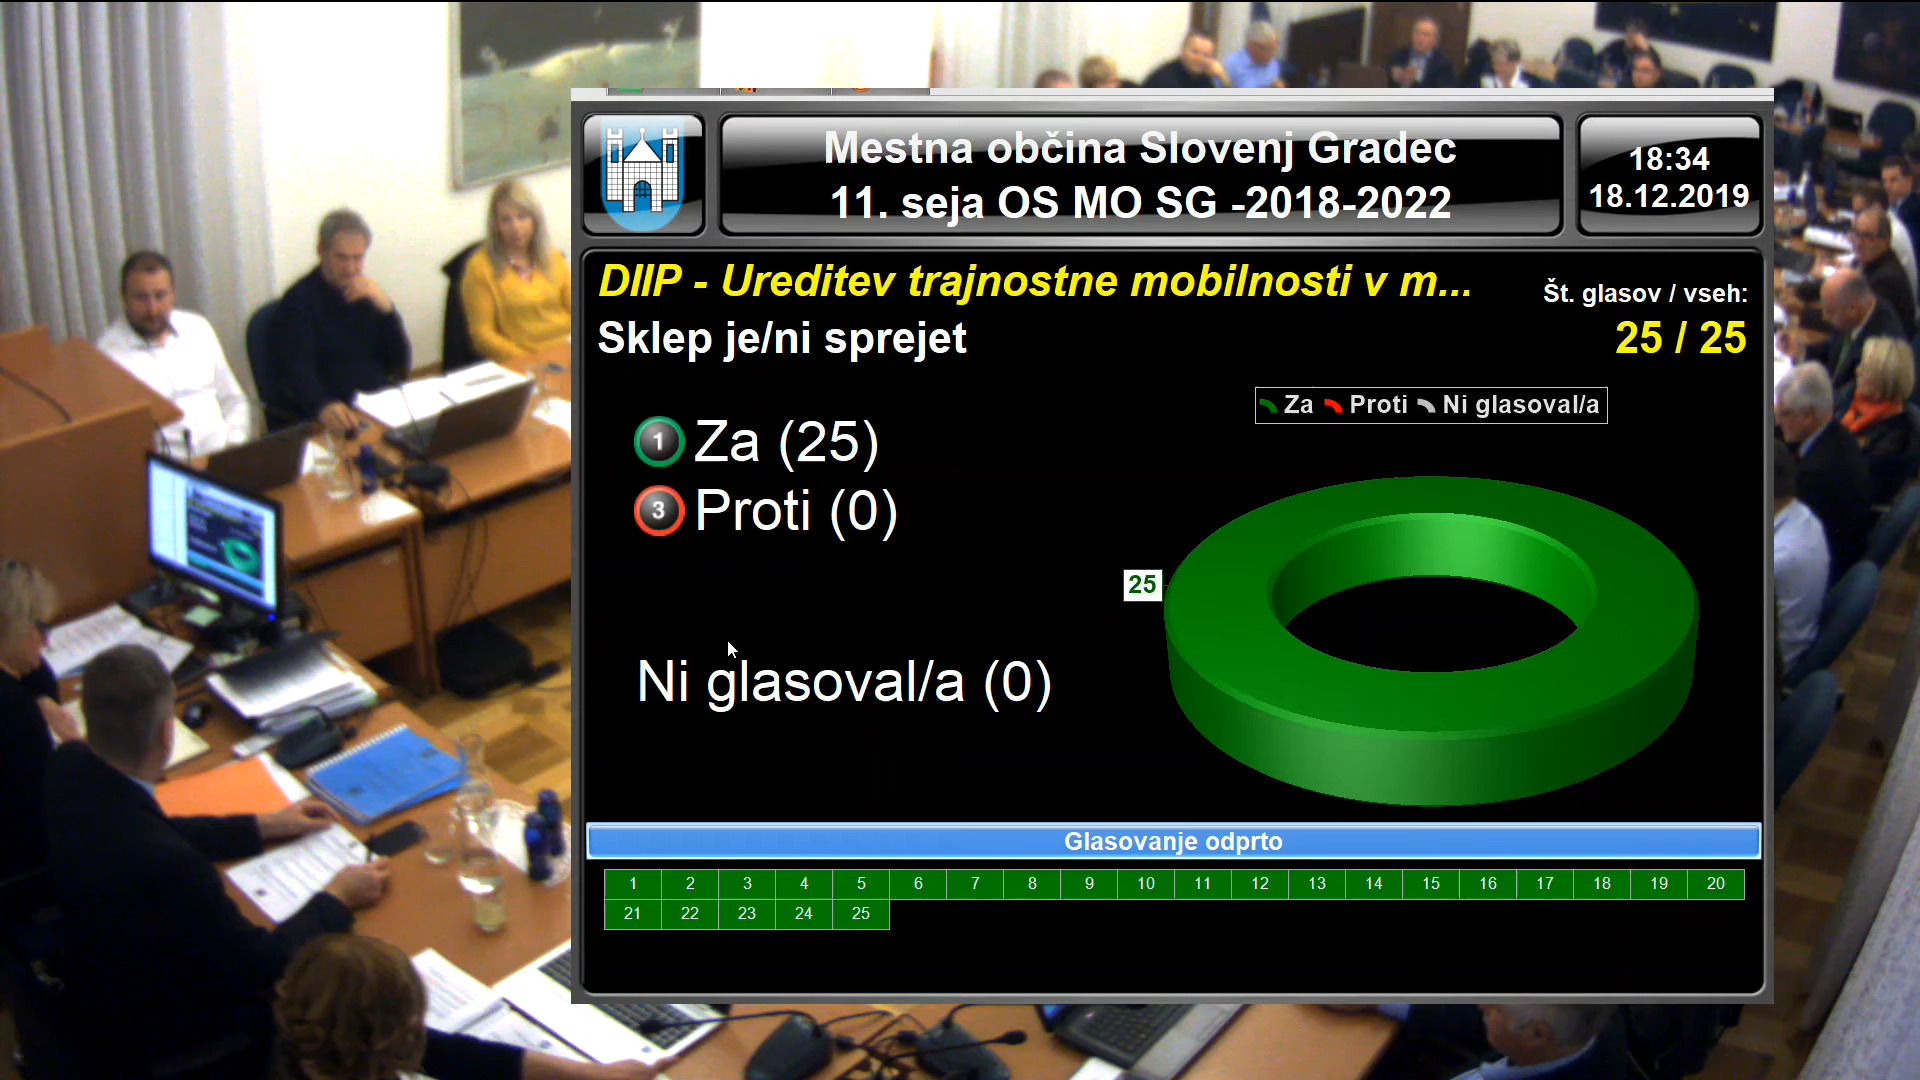 Mestna občina Slovenj Gradec
11. seja OS MO SG -2018-2022
18:34
18.12.2019
DIIP - Ureditev trajnostne mobilnosti v m...
Št. glasov / vseh:
Sklep je/ni sprejet
25 / 25
Za Proti Ni glasoval/a
1 Za (25)
3 Proti (0)
25
Ni glasoval/a (0)
Glasovanje odprto
1 2 3 4 5 6 7 8 9 10 11 12 13 14 15 16 17 18 19 20
21 22 23 24 25